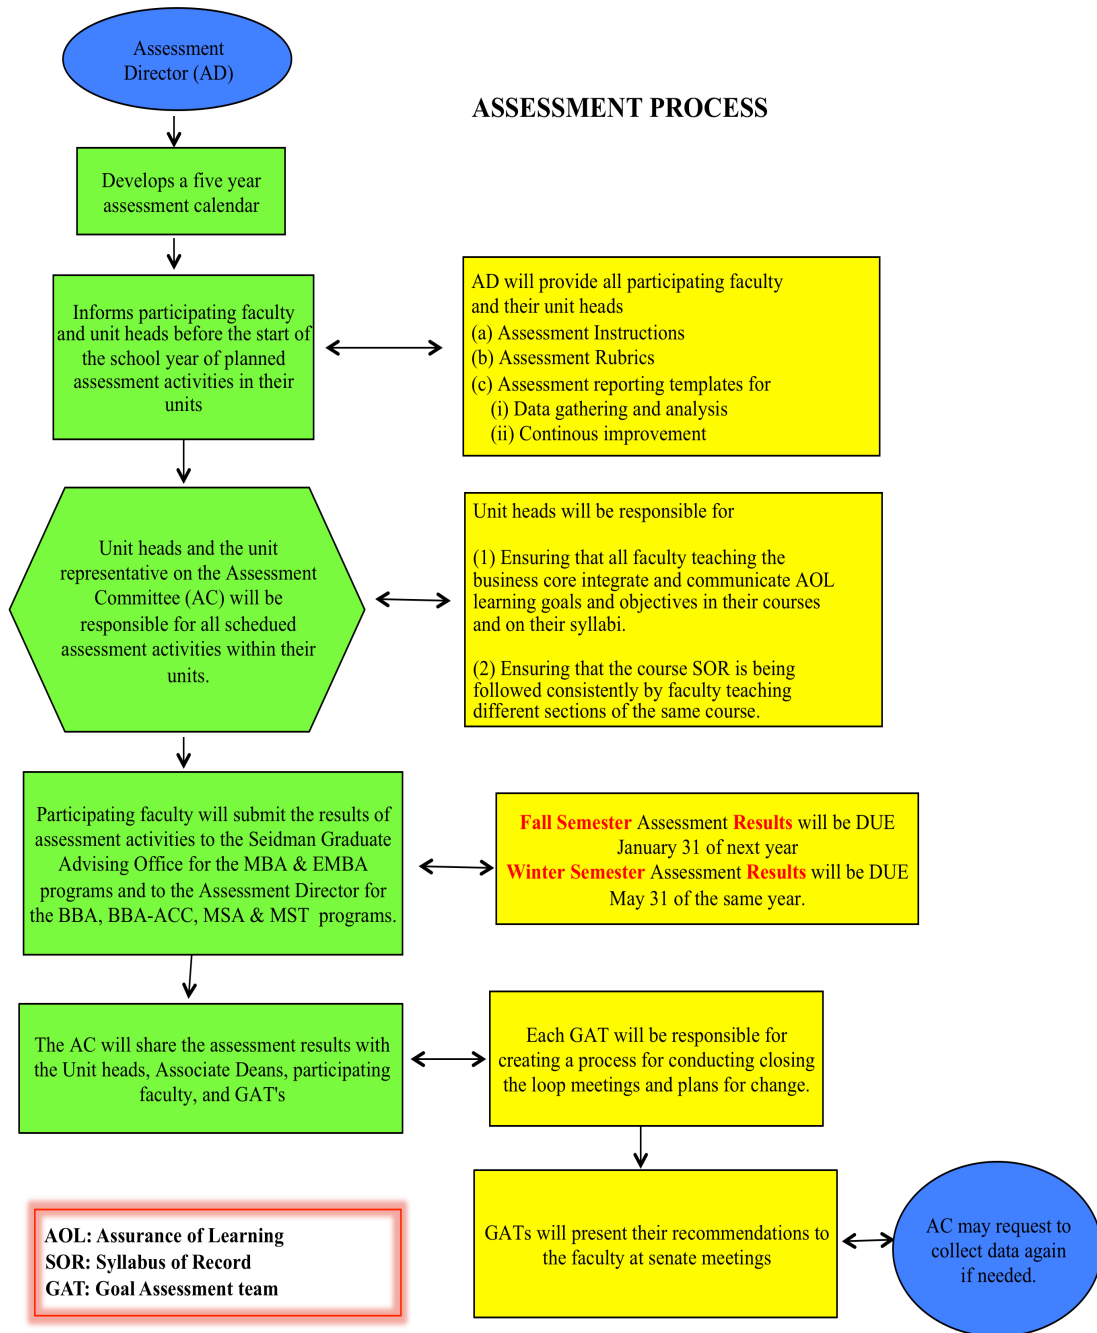 Assessment
Director (AD)
ASSESSMENT PROCESS
Develops a five year
assessment calendar
Informs participating faculty
and unit heads before the start of
the school year of planned
assessment activities in their
units
AD will provide all participating faculty
and their unit heads
(a) Assessment Instructions
(b) Assessment Rubrics
(c) Assessment reporting templates for
(i) Data gathering and analysis
(ii) Continous improvement
Unit heads and the unit
representative on the Assessment
Committee (AC) will be
responsible for all schedued
assessment activities within their
units.
Unit heads will be responsible for
(1) Ensuring that all faculty teaching the
business core integrate and communicate AOL
learning goals and objectives in their courses
and on their syllabi.
(2) Ensuring that the course SOR is being
followed consistently by faculty teaching
different sections of the same course.
Participating faculty will submit the results of
assessment activities to the Seidman Graduate
Advising Office for the MBA & EMBA
programs and to the Assessment Director for
the BBA, BBA-ACC, MSA & MST programs.
Fall Semester Assessment Results will be DUE
January 31 of next year
Winter Semester Assessment Results will be DUE
May 31 of the same year.
The AC will share the assessment results with
the Unit heads, Associate Deans, participating
faculty, and GAT's
Each GAT will be responsible for
creating a process for conducting closing
the loop meetings and plans for change.
GATs will present their recommendations to
the faculty at senate meetings
AC may request to
collect data again
if needed.
AOL: Assurance of Learning
SOR: Syllabus of Record
GAT: Goal Assessment team